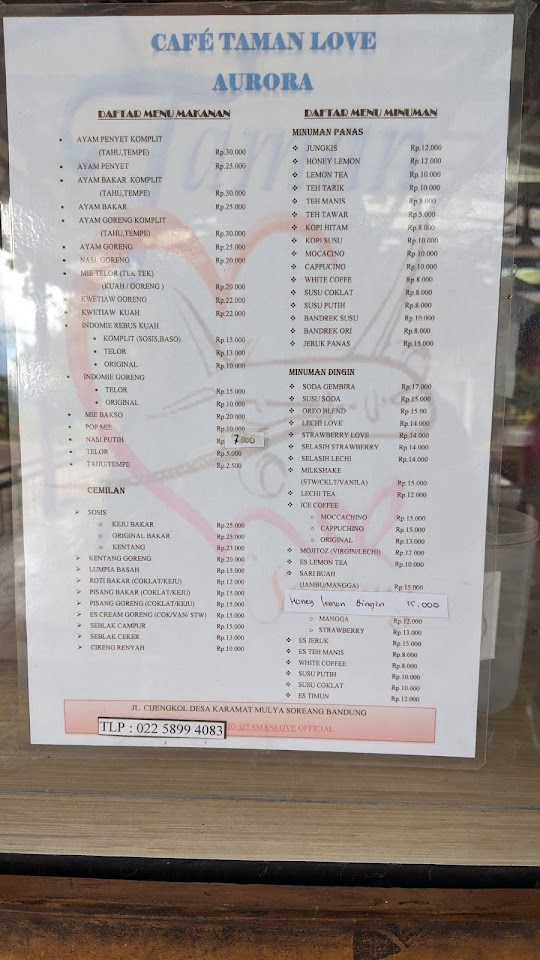 CAFÉ TAMAN LOVE
AURORA
DAFTAR MENU MAKANAN
AYAM PENYET KOMPLIT
(TAHU,TEMPE) Rp.30.000
AYAM PENYET Rp.25.000
AYAM BAKAR KOMPLIT
(TAHU,TEMPE) Rp.30.000
AYAM BAKAR Rp.25.000
AYAM GORENG KOMPLIT
(TAHU,TEMPE) Rp.30.000
AYAM GORENG Rp.25.000
NASI GORENG Rp.20.000
MIE TELOR (TEK TEK)
(KUAH / GORENG ) Rp.20.000
KWETIAW GORENG Rp.22.000
KWETIAW KUAH Rp.22.000
INDOMIE REBUS KUAH
KOMPLIT (SOSIS,BASO) Rp.15.000
TELOR Rp.13.000
ORIGINAL Rp.10.000
INDOMIE GORENG
TELOR Rp.15.000
ORIGINAL Rp.10.000
MIE BAKSO Rp.20.000
POP MIE Rp.10.000
NASI PUTIH Rp 7.000
TELOR Rp.5.000
TAHU/TEMPE Rp.2.500
CEMILAN
SOSIS
KEJU BAKAR Rp.25.000
ORIGINAL BAKAR Rp.25.000
KENTANG Rp.23.000
KENTANG GORENG Rp.20.000
LUMPIA BASAH Rp.15.000
ROTI BAKAR (COKLAT/KEJU) Rp.12.000
PISANG BAKAR (COKLAT/KEJU) Rp.15.000
PISANG GORENG (COKLAT/KEJU) Rp.15.000
ES CREAM GORENG (COK/VAN/ STW) Rp.15.000
SEBLAK CAMPUR Rp.15.000
SEBLAK CEKER Rp.13.000
CIRENG RENYAH Rp.10.000
DAFTAR MENU MINUMAN
MINUMAN PANAS
JUNGKIS Rp.12.000
HONEY LEMON Rp.12.000
LEMON TEA Rp.10.000
TEH TARIK Rp.10.000
TEH MANIS Rp.8.000
TEH TAWAR Rp.5.000
KOPI HITAM Rp.8.000
KOPI SUSU Rp.10.000
MOCACINO Rp.10.000
CAPPUCINO Rp.10.000
WHITE COFFE Rp.8.000
SUSU COKLAT Rp.8.000
SUSU PUTIH Rp.8.000
BANDREK SUSU Rp.10.000
BANDREK ORI Rp.8.000
JERUK PANAS Rp.15.000
MINUMAN DINGIN
SODA GEMBIRA Rp.17.000
SUSU SODA Rp.15.000
OREO BLEND Rp.15.00
LECHI LOVE Rp.14.000
STRAWBERRY LOVE Rp.14.000
SELASIH STRAWBERRY Rp.14.000
SELASIH LECHI Rp.14.000
MILKSHAKE
(STW/CKLT/VANILA) Rp.15.000
LECHI TEA Rp.12.000
ICE COFFEE
MOCCACHINO Rp.15.000
CAPPUCHINO Rp.15.000
ORIGINAL Rp.13.000
MOJITOZ (VIRGIN/LECHI) Rp.12.000
ES LEMON TEA Rp.10.000
SARI BUAH
(JAMBU/MANGGA) Rp.15.000
Honey lemon Dingin 15.000
MANGGA Rp.12.000
STRAWBERRY Rp.13.000
ES JERUK Rp.15.000
ES TEH MANIS Rp.8.000
WHITE COFFEE Rp.8.000
SUSU PUTIH Rp.10.000
SUSU COKLAT Rp.10.000
ES TIMUN Rp.12.000
JL. CIJENGKOL DESA KARAMAT MULYA SOREANG BANDUNG
TLP : 022 5899 4083 @TAMANLOVE OFFICIAL